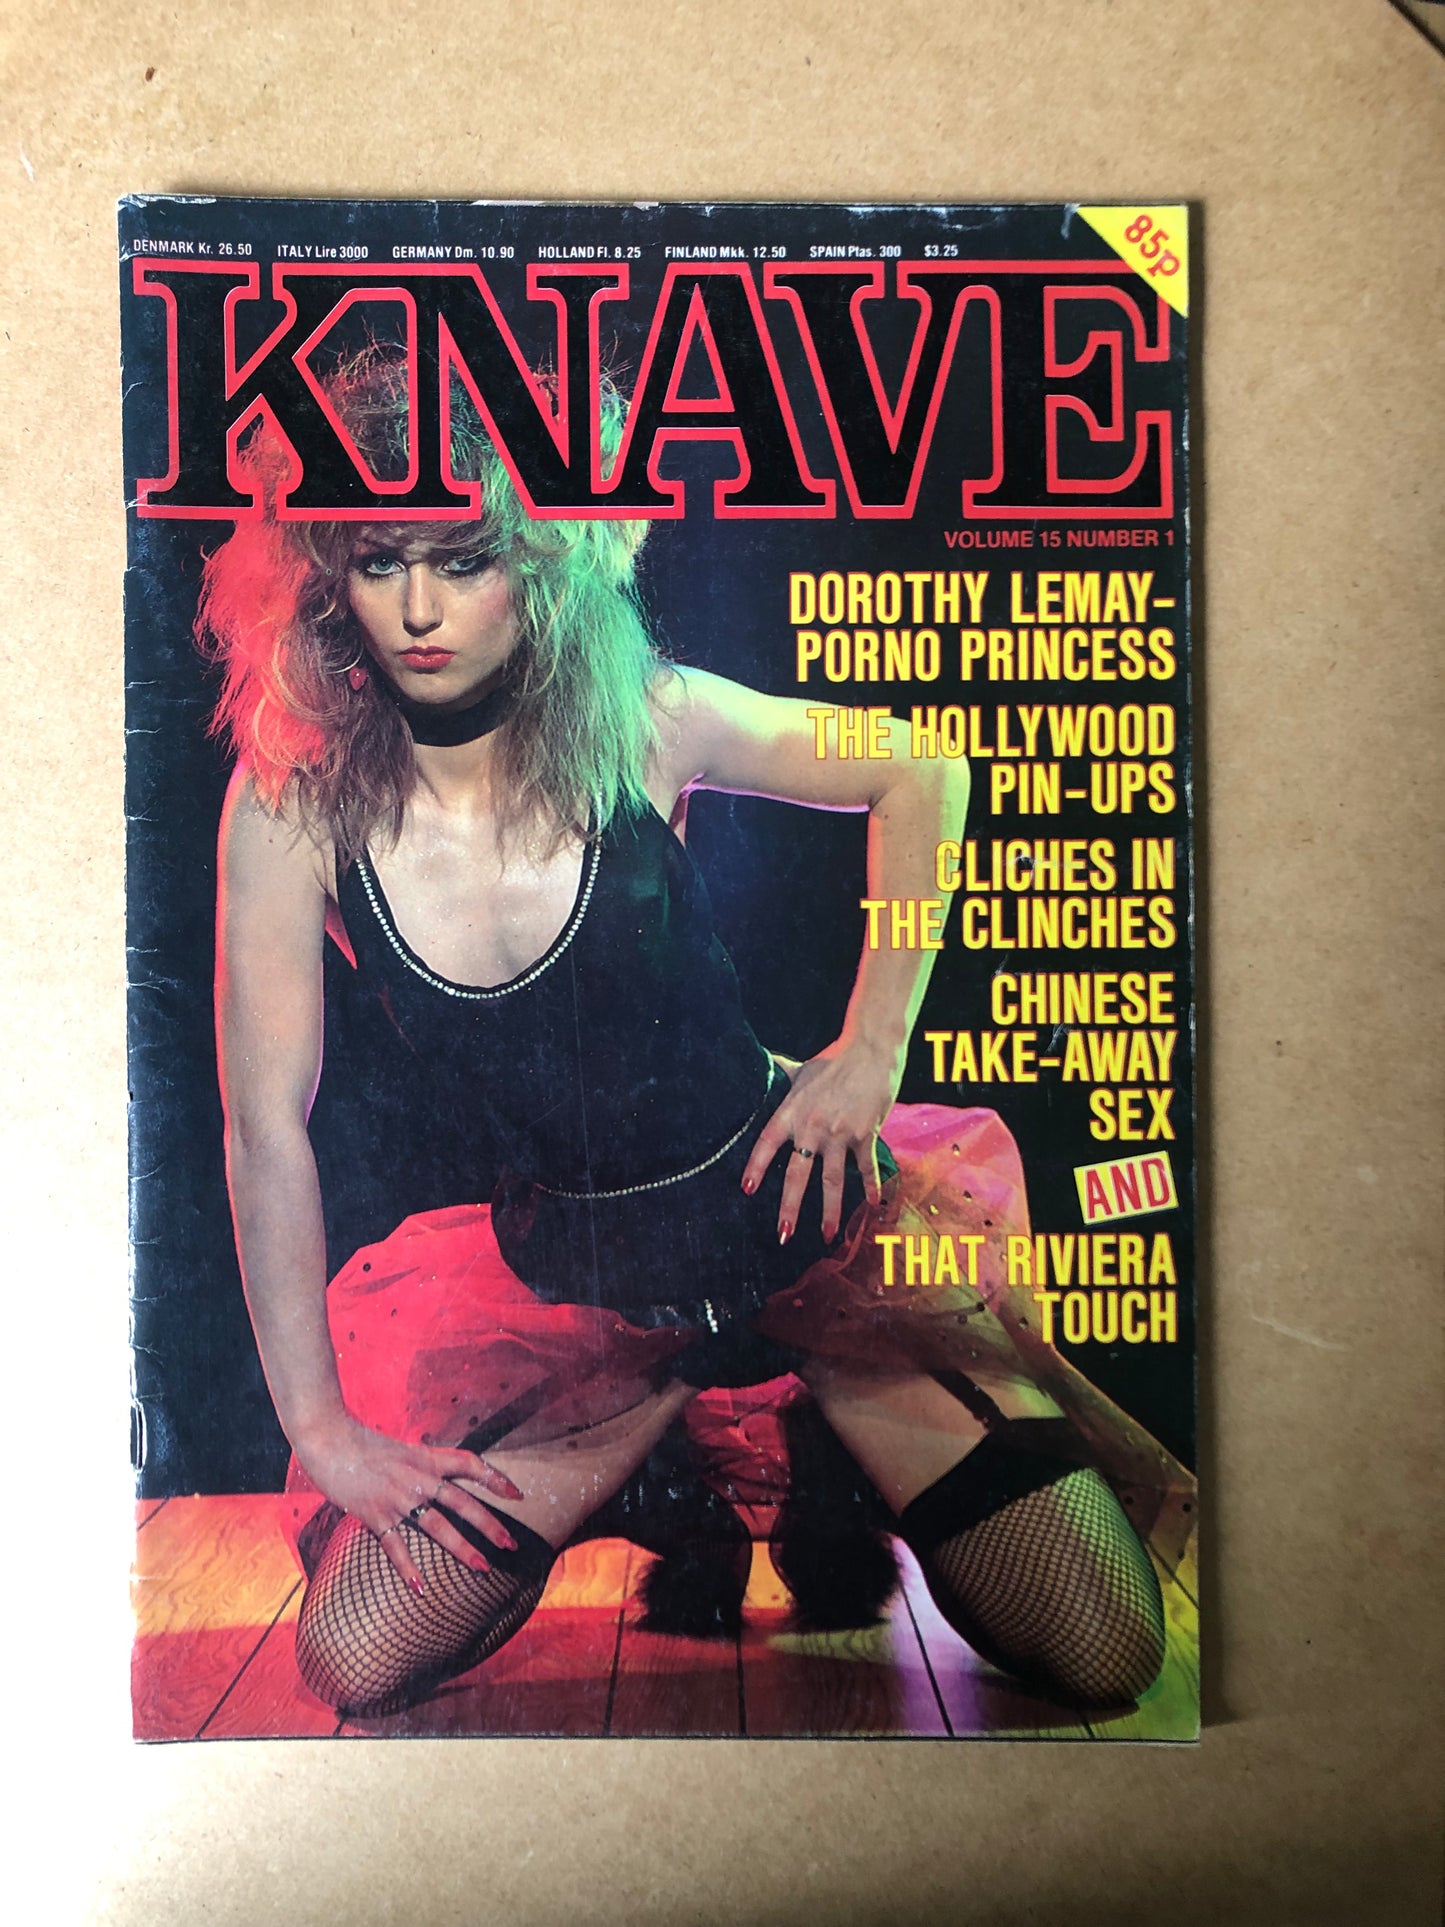 DENMARK Kr. 26.50 ITALY Lire 3000 GERMANY Dm. 10.90 HOLLAND Fl. 8.25 FINLAND Mkk. 12.50 SPAIN Ptas. 300 $3.25
85p
KNAVE
VOLUME 15 NUMBER 1
DOROTHY LEMAY-
PORNO PRINCESS
THE HOLLYWOOD
PIN-UPS
CLICHES IN
THE CLINCHES
CHINESE
TAKE-AWAY
SEX
AND
THAT RIVIERA
TOUCH